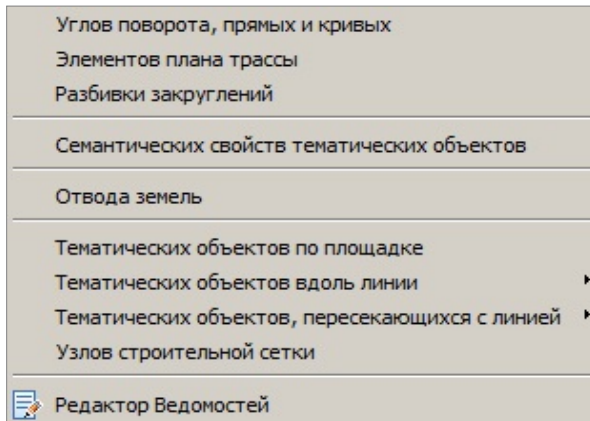 Углов поворота, прямых и кривых
Элементов плана трассы
Разбивки закруглений
Семантических свойств тематических объектов
Отвода земель
Тематических объектов по площадке
Тематических объектов вдоль линии
Тематических объектов, пересекающихся с линией
Узлов строительной сетки
Редактор Ведомостей